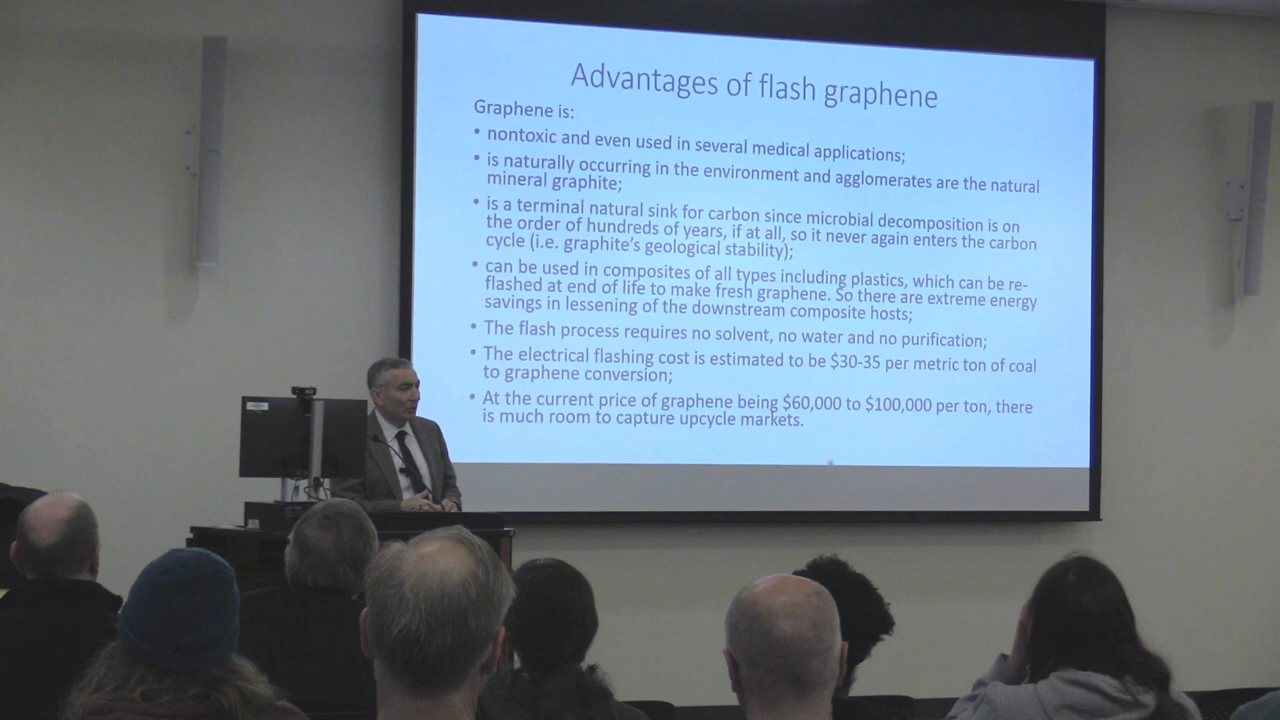 Advantages of flash graphene
Graphene is:
• nontoxic and even used in several medical applications;
• is naturally occurring in the environment and agglomerates are the natural
mineral graphite;
• is a terminal natural sink for carbon since microbial decomposition is on
the order of hundreds of years, if at all, so it never again enters the carbon
cycle (i.e. graphite's geological stability);
• can be used in composites of all types including plastics, which can be re-
flashed at end of life to make fresh graphene. So there are extreme energy
savings in lessening of the downstream composite hosts;
• The flash process requires no solvent, no water and no purification;
• The electrical flashing cost is estimated to be $30-35 per metric ton of coal
to graphene conversion;
• At the current price of graphene being $60,000 to $100,000 per ton, there
is much room to capture upcycle markets.